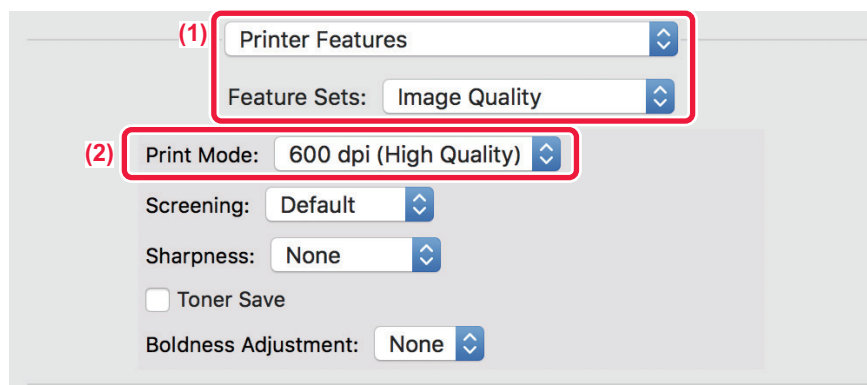 (1) Printer Features
Feature Sets: Image Quality
(2) Print Mode: 600 dpi (High Quality)
Screening: Default
Sharpness: None
Toner Save
Boldness Adjustment: None